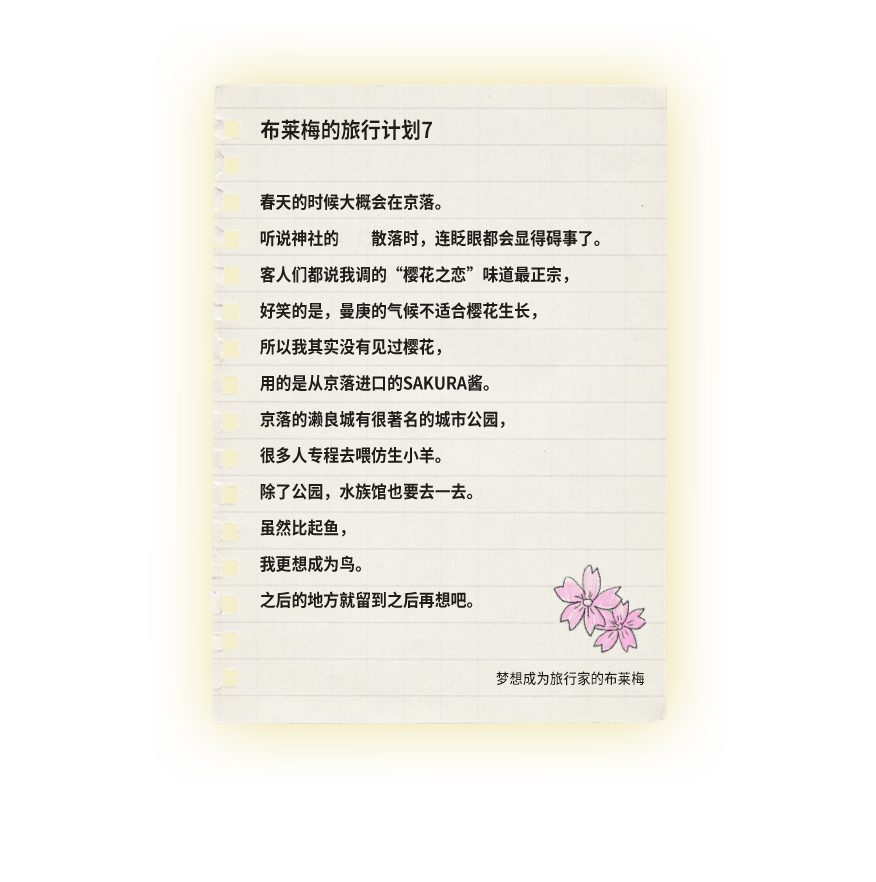 布莱梅的旅行计划7
春天的时候大概会在京落。
听说神社的　　散落时，连眨眼都会显得碍事了。
客人们都说我调的“樱花之恋”味道最正宗，
好笑的是，曼庚的气候不适合樱花生长，
所以我其实没有见过樱花，
用的是从京落进口的SAKURA酱。
京落的濑良城有很著名的城市公园，
很多人专程去喂仿生小羊。
除了公园，水族馆也要去一去。
虽然比起鱼，
我更想成为鸟。
之后的地方就留到之后再想吧。
梦想成为旅行家的布莱梅